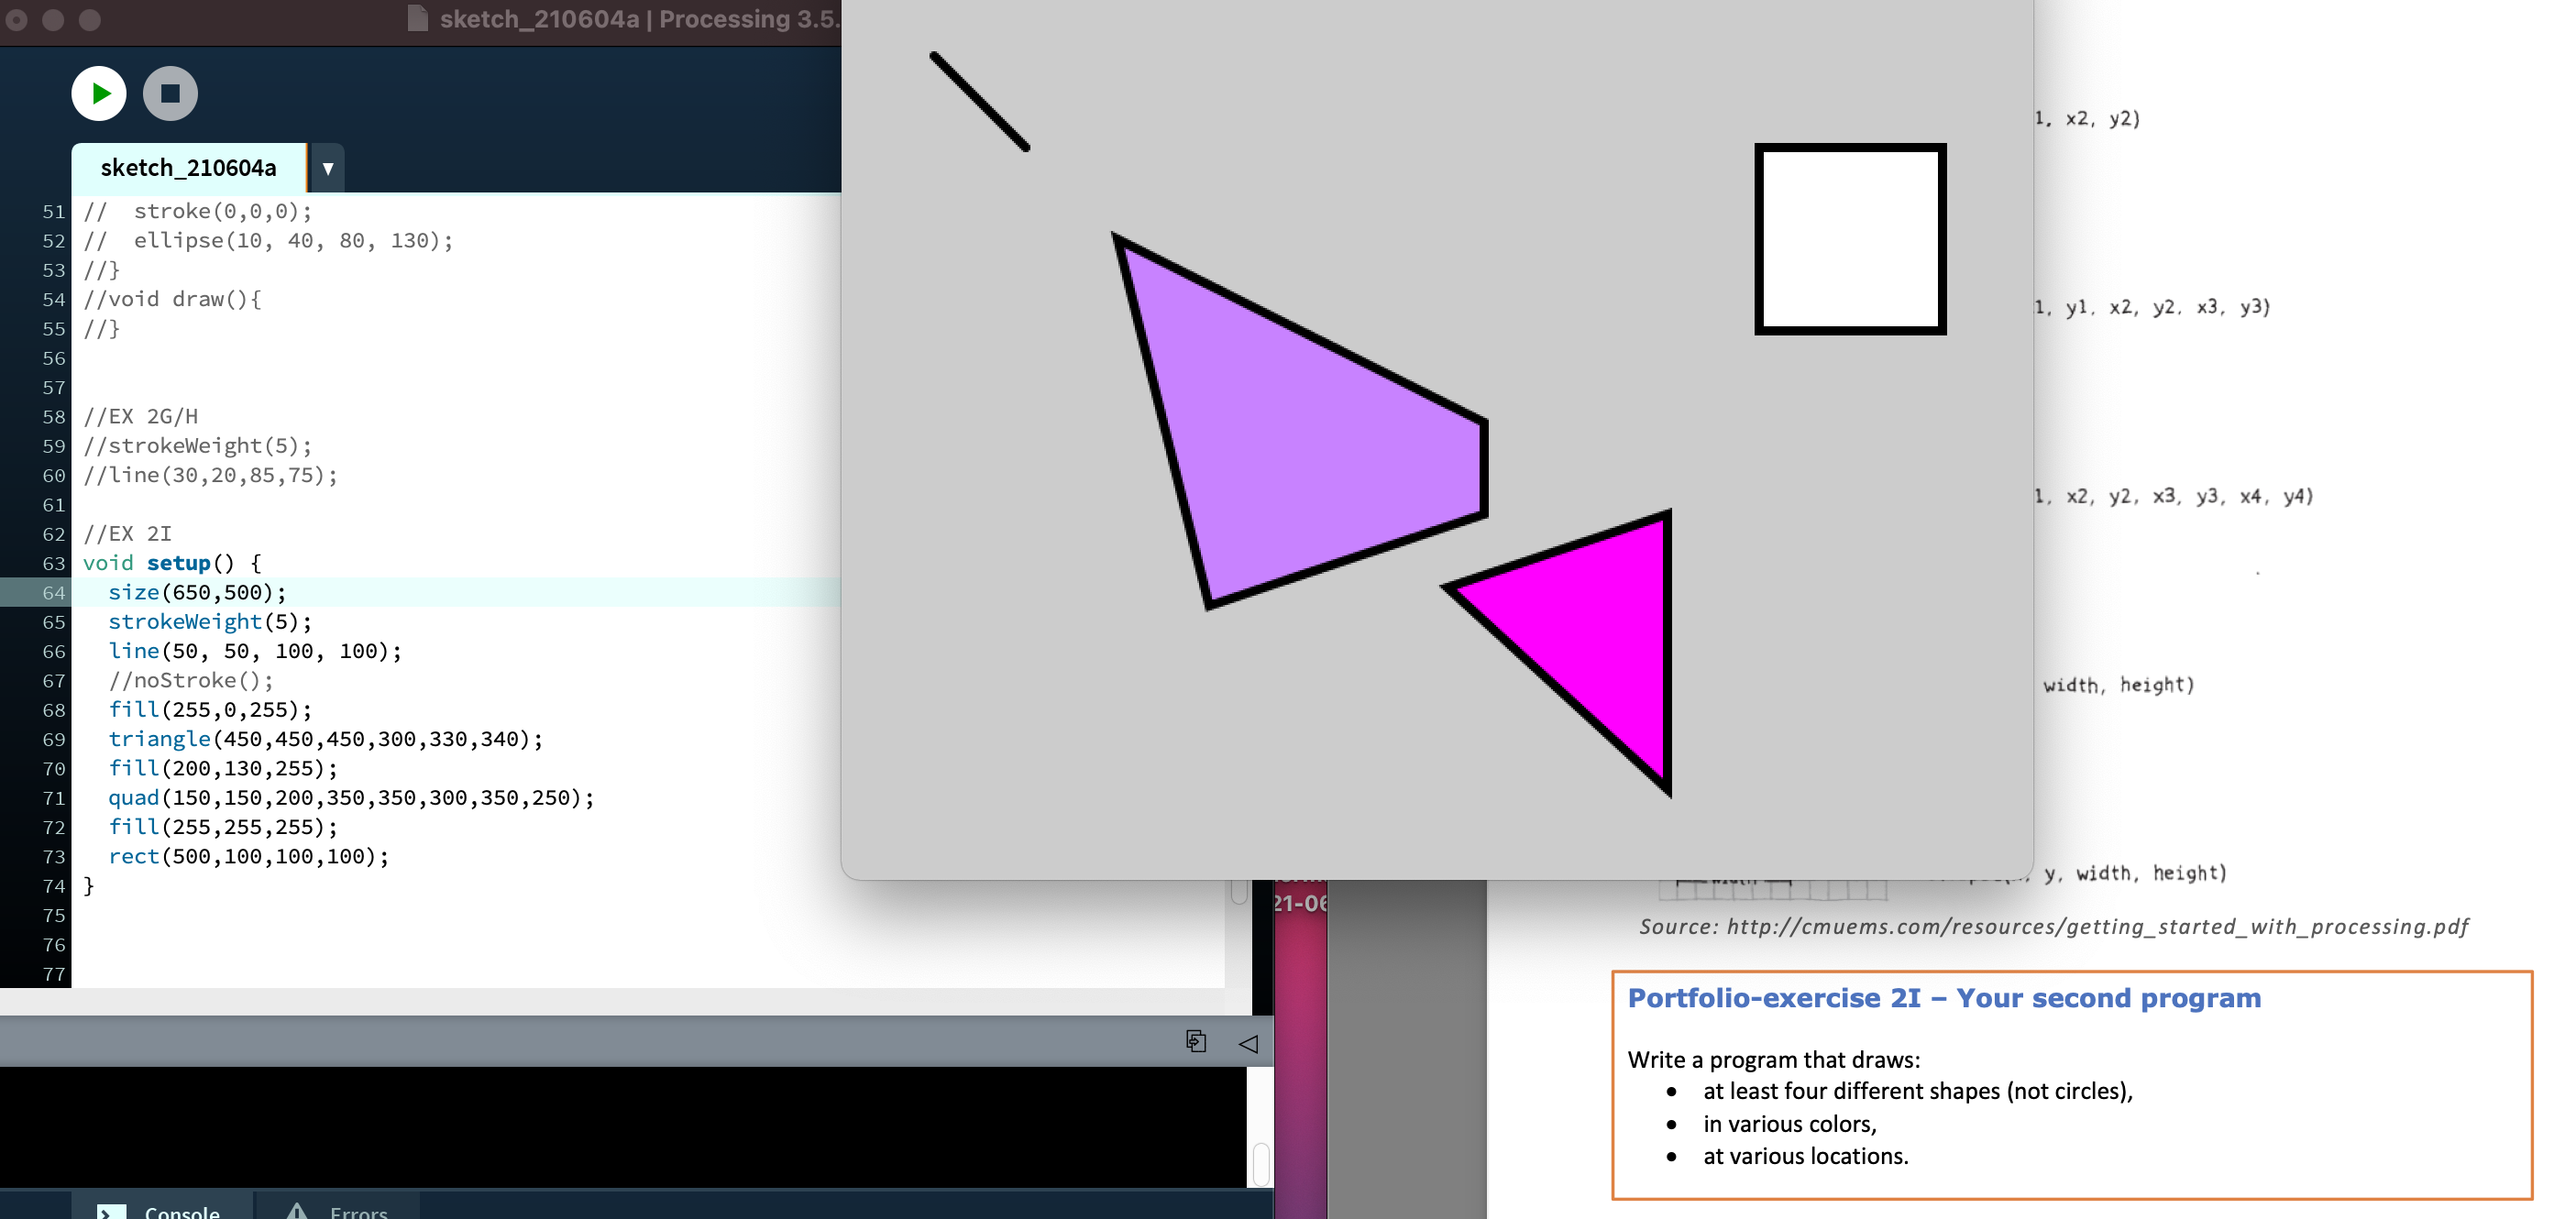 sketch_210604a | Processing 3.5.
sketch_210604a
51 //  stroke(0,0,0);
52 //  ellipse(10, 40, 80, 130);
53 //}
54 //void draw(){
55 //}
56
57
58 //EX 2G/H
59 //strokeWeight(5);
60 //line(30,20,85,75);
61
62 //EX 2I
63 void setup() {
64   size(650,500);
65   strokeWeight(5);
66   line(50, 50, 100, 100);
67   //noStroke();
68   fill(255,0,255);
69   triangle(450,450,450,300,330,340);
70   fill(200,130,255);
71   quad(150,150,200,350,350,300,350,250);
72   fill(255,255,255);
73   rect(500,100,100,100);
74 }
75
76
77
Console
Errors
21-06
1, x2, y2)
1, y1, x2, y2, x3, y3)
1, x2, y2, x3, y3, x4, y4)
width, height)
y, width, height)
Source: http://cmuems.com/resources/getting_started_with_processing.pdf
Portfolio-exercise 2I – Your second program
Write a program that draws:
• at least four different shapes (not circles),
• in various colors,
• at various locations.